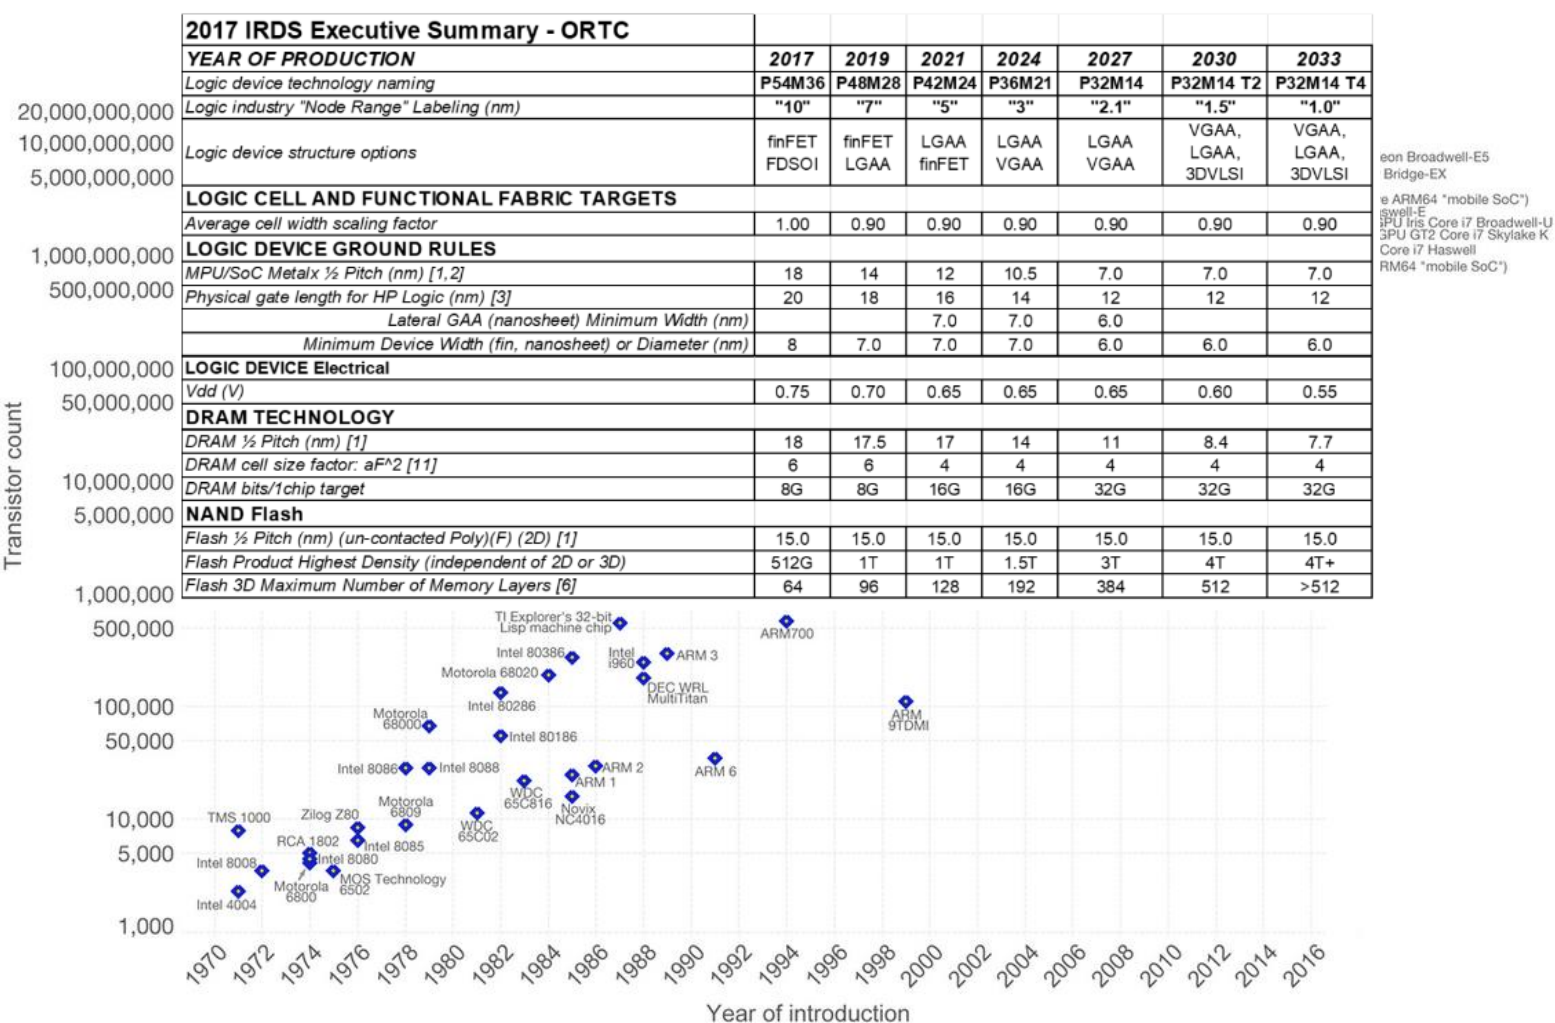 2017 IRDS Executive Summary - ORTC
YEAR OF PRODUCTION 2017 2019 2021 2024 2027 2030 2033
Logic device technology naming P54M36 P48M28 P42M24 P36M21 P32M14 P32M14 T2 P32M14 T4
Logic industry "Node Range" Labeling (nm) "10" "7" "5" "3" "2.1" "1.5" "1.0"
Logic device structure options
finFET FDSOI
finFET LGAA
LGAA finFET
LGAA VGAA
LGAA VGAA
VGAA, LGAA, 3DVLSI
VGAA, LGAA, 3DVLSI
LOGIC CELL AND FUNCTIONAL FABRIC TARGETS
Average cell width scaling factor 1.00 0.90 0.90 0.90 0.90 0.90 0.90
LOGIC DEVICE GROUND RULES
MPU/SoC Metalx ½ Pitch (nm) [1,2] 18 14 12 10.5 7.0 7.0 7.0
Physical gate length for HP Logic (nm) [3] 20 18 16 14 12 12 12
Lateral GAA (nanosheet) Minimum Width (nm) 7.0 7.0 6.0
Minimum Device Width (fin, nanosheet) or Diameter (nm) 8 7.0 7.0 7.0 6.0 6.0 6.0
LOGIC DEVICE Electrical
Vdd (V) 0.75 0.70 0.65 0.65 0.65 0.60 0.55
DRAM TECHNOLOGY
DRAM ½ Pitch (nm) [1] 18 17.5 17 14 11 8.4 7.7
DRAM cell size factor: aF^2 [11] 6 6 4 4 4 4 4
DRAM bits/1chip target 8G 8G 16G 16G 32G 32G 32G
NAND Flash
Flash ½ Pitch (nm) (un-contacted Poly)(F) (2D) [1] 15.0 15.0 15.0 15.0 15.0 15.0 15.0
Flash Product Highest Density (independent of 2D or 3D) 512G 1T 1T 1.5T 3T 4T 4T+
Flash 3D Maximum Number of Memory Layers [6] 64 96 128 192 384 512 >512
eon Broadwell-E5
Bridge-EX
e ARM64 "mobile SoC")
swell-E
GPU Iris Core i7 Broadwell-U
GPU GT2 Core i7 Skylake K
Core i7 Haswell
RM64 "mobile SoC")
Transistor count
20,000,000,000
10,000,000,000
5,000,000,000
1,000,000,000
500,000,000
100,000,000
50,000,000
10,000,000
5,000,000
1,000,000
500,000
100,000
50,000
10,000
5,000
1,000
TI Explorer's 32-bit
Lisp machine chip
ARM700
Intel 80386
Intel
i960
ARM 3
Motorola 68020
DEC WRL
MultiTitan
Intel 80286
ARM
9TDMI
Motorola
68000
Intel 80186
Intel 8086
Intel 8088
ARM 2
ARM 6
ARM 1
WDC
65C816
Novix
NC4016
Motorola
6809
TMS 1000
Zilog Z80
WDC
65C02
RCA 1802
Intel 8085
Intel 8008
Intel 8080
Motorola
6800
MOS Technology
6502
Intel 4004
1970 1972 1974 1976 1978 1980 1982 1984 1986 1988 1990 1992 1994 1996 1998 2000 2002 2004 2006 2008 2010 2012 2014 2016
Year of introduction